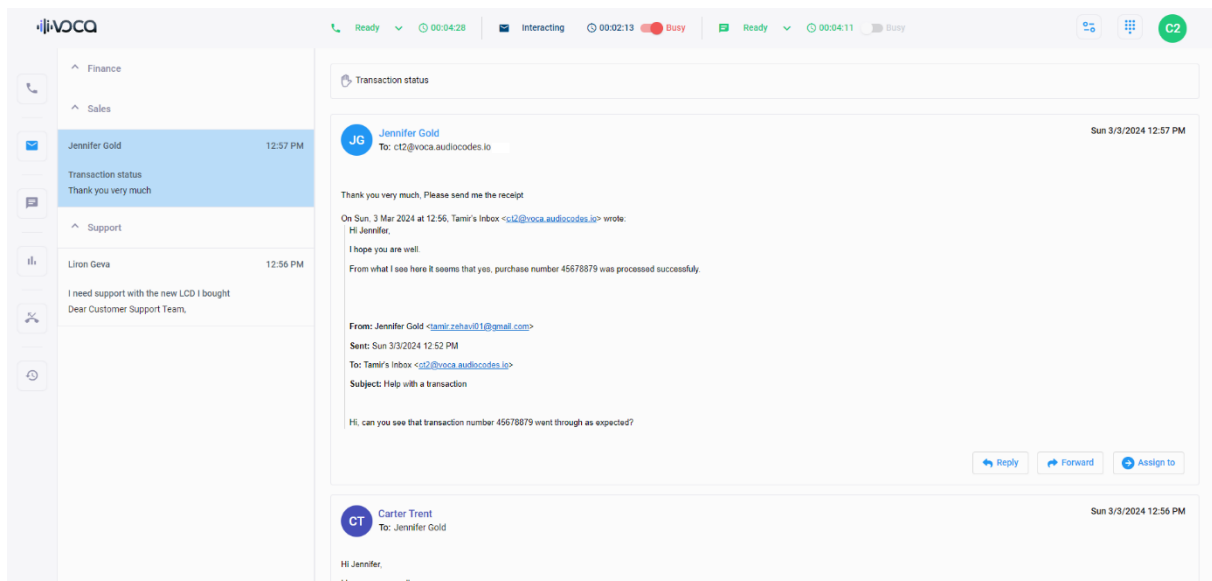 voca
Ready 00:04:28 Interacting 00:02:13 Busy Ready 00:04:11 Busy C2
Finance
Sales
Jennifer Gold 12:57 PM
Transaction status
Thank you very much
Support
Liron Geva 12:56 PM
I need support with the new LCD I bought
Dear Customer Support Team,
Transaction status
JG
Jennifer Gold
Sun 3/3/2024 12:57 PM
To: ct2@voca.audiocodes.io
Thank you very much, Please send me the receipt
On Sun, 3 Mar 2024 at 12:56, Tamir's Inbox <ct2@voca.audiocodes.io> wrote:
Hi Jennifer,
I hope you are well.
From what I see here it seems that yes, purchase number 45678879 was processed successfuly.
From: Jennifer Gold <tamir.zehavi01@gmail.com>
Sent: Sun 3/3/2024 12:52 PM
To: Tamir's Inbox <ct2@voca.audiocodes.io>
Subject: Help with a transaction
Hi, can you see that transaction number 45678879 went through as expected?
Reply Forward Assign to
CT
Carter Trent
Sun 3/3/2024 12:56 PM
To: Jennifer Gold
Hi Jennifer,